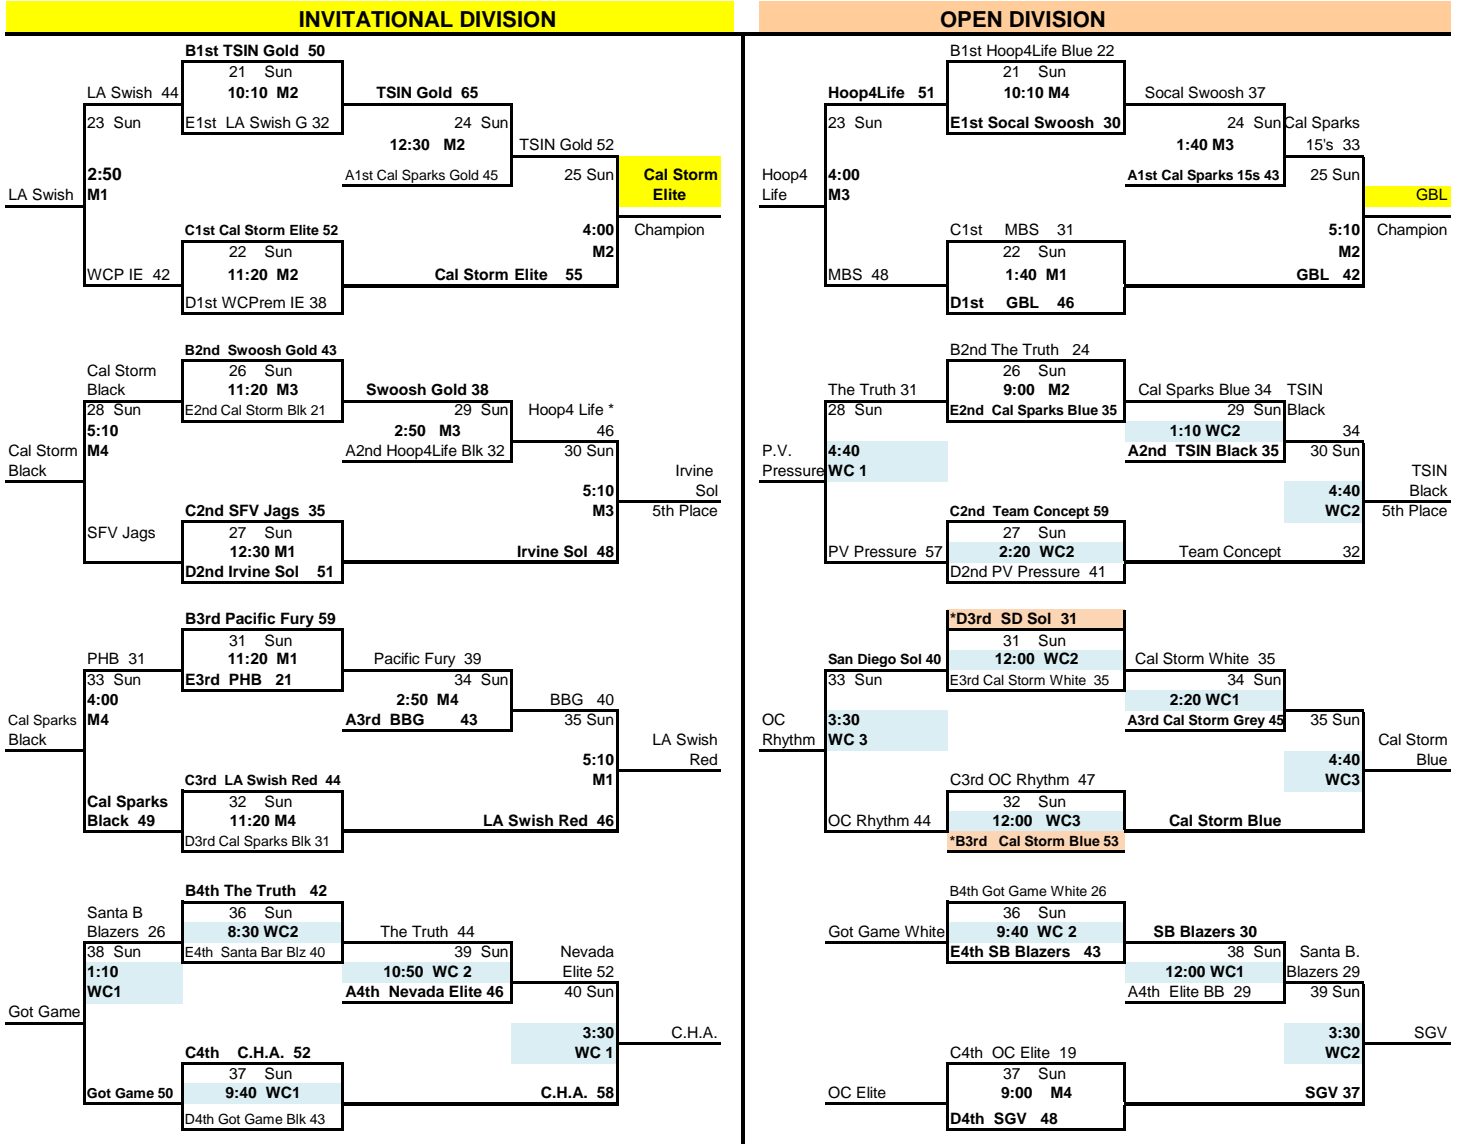 INVITATIONAL DIVISION
B1st TSIN Gold 50
21 Sun
LA Swish 44
10:10 M2
TSIN Gold 65
23 Sun
E1st LA Swish G 32
24 Sun
12:30 M2
TSIN Gold 52
2:50
A1st Cal Sparks Gold 45
25 Sun
Cal Storm
LA Swish
M1
Elite
C1st Cal Storm Elite 52
4:00
Champion
22 Sun
M2
WCP IE 42
11:20 M2
Cal Storm Elite 55
D1st WCPrem IE 38
B2nd Swoosh Gold 43
Cal Storm
26 Sun
Black
11:20 M3
Swoosh Gold 38
28 Sun
E2nd Cal Storm Blk 21
29 Sun
Hoop4 Life *
5:10
2:50 M3
46
Cal Storm
M4
A2nd Hoop4Life Blk 32
30 Sun
Black
Irvine
5:10
Sol
C2nd SFV Jags 35
M3
5th Place
SFV Jags
27 Sun
12:30 M1
Irvine Sol 48
D2nd Irvine Sol 51
B3rd Pacific Fury 59
31 Sun
PHB 31
11:20 M1
Pacific Fury 39
33 Sun
E3rd PHB 21
34 Sun
4:00
2:50 M4
BBG 40
Cal Sparks
M4
A3rd BBG 43
35 Sun
Black
LA Swish
5:10
Red
C3rd LA Swish Red 44
M1
Cal Sparks
32 Sun
Black 49
11:20 M4
LA Swish Red 46
D3rd Cal Sparks Blk 31
B4th The Truth 42
Santa B
36 Sun
Blazers 26
8:30 WC2
The Truth 44
38 Sun
E4th Santa Bar Blz 40
39 Sun
Nevada
1:10
10:50 WC 2
Elite 52
WC1
A4th Nevada Elite 46
40 Sun
Got Game
3:30
C.H.A.
C4th C.H.A. 52
WC 1
37 Sun
Got Game 50
9:40 WC1
C.H.A. 58
D4th Got Game Blk 43
OPEN DIVISION
B1st Hoop4Life Blue 22
21 Sun
Hoop4Life 51
10:10 M4
Socal Swoosh 37
23 Sun
E1st Socal Swoosh 30
24 Sun
Cal Sparks
1:40 M3
15's 33
Hoop4
4:00
A1st Cal Sparks 15s 43
25 Sun
Life
M3
GBL
C1st MBS 31
5:10
Champion
22 Sun
M2
MBS 48
1:40 M1
GBL 42
D1st GBL 46
B2nd The Truth 24
26 Sun
The Truth 31
9:00 M2
Cal Sparks Blue 34
TSIN
28 Sun
E2nd Cal Sparks Blue 35
29 Sun
Black
1:10 WC2
34
P.V.
4:40
A2nd TSIN Black 35
30 Sun
Pressure
WC 1
TSIN
4:40
Black
C2nd Team Concept 59
WC2
5th Place
27 Sun
PV Pressure 57
2:20 WC2
Team Concept 32
D2nd PV Pressure 41
*D3rd SD Sol 31
31 Sun
San Diego Sol 40
12:00 WC2
Cal Storm White 35
33 Sun
E3rd Cal Storm White 35
34 Sun
2:20 WC1
OC
3:30
A3rd Cal Storm Grey 45
35 Sun
Rhythm
WC 3
Cal Storm
4:40
Blue
C3rd OC Rhythm 47
WC3
32 Sun
OC Rhythm 44
12:00 WC3
Cal Storm Blue
*B3rd Cal Storm Blue 53
B4th Got Game White 26
36 Sun
Got Game White
9:40 WC 2
SB Blazers 30
E4th SB Blazers 43
38 Sun
Santa B.
12:00 WC1
Blazers 29
A4th Elite BB 29
39 Sun
3:30
SGV
C4th OC Elite 19
WC2
37 Sun
OC Elite
9:00 M4
SGV 37
D4th SGV 48